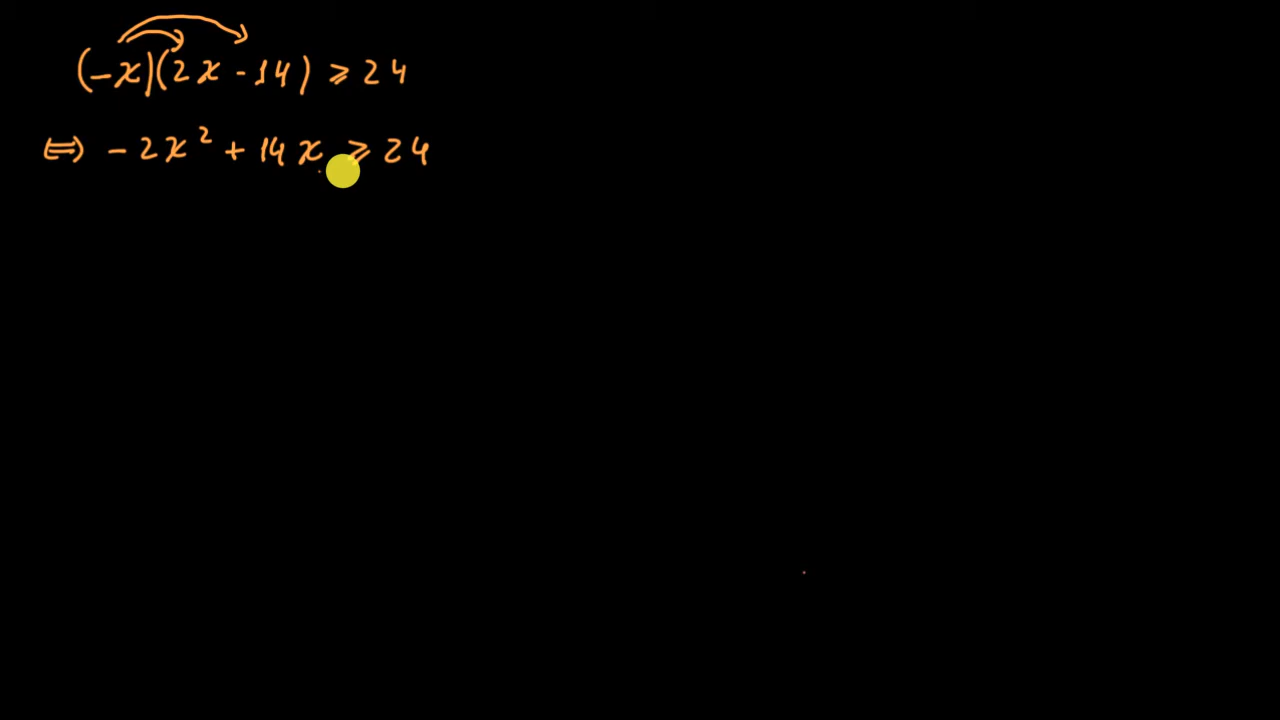 (-x)(2x-14) ⩾ 24
⟺ -2x² + 14x ⩾ 24